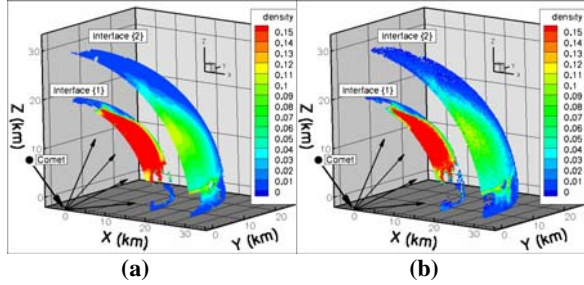 density
0.15
0.14
0.13
0.12
0.11
0.1
0.09
0.08
0.07
0.06
0.05
0.04
0.03
0.02
0.01
0
Interface {2}
Interface {1}
Comet
Z (km)
30
20
10
0
X (km)
0
10
20
30
Y (km)
0
10
20
Z
Y
X
(a)
density
0.15
0.14
0.13
0.12
0.11
0.1
0.09
0.08
0.07
0.06
0.05
0.04
0.03
0.02
0.01
0
Interface {2}
Interface {1}
Comet
Z (km)
30
20
10
0
X (km)
0
10
20
30
Y (km)
0
10
20
Z
Y
X
(b)